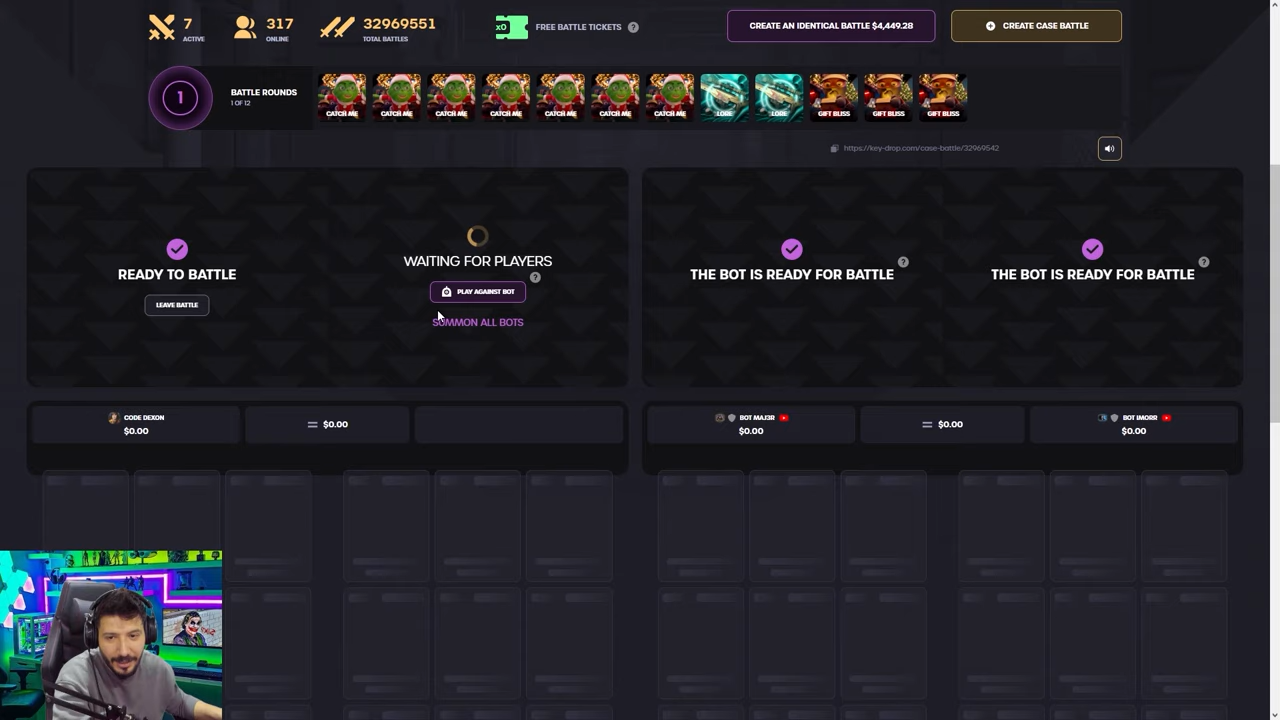 7
ACTIVE
317
ONLINE
32969551
TOTAL BATTLES
x0
FREE BATTLE TICKETS ?
CREATE AN IDENTICAL BATTLE $4,449.28
CREATE CASE BATTLE
1
BATTLE ROUNDS
1 OF 12
CATCH ME
CATCH ME
CATCH ME
CATCH ME
CATCH ME
CATCH ME
CATCH ME
LORE
LORE
GIFT BLISS
GIFT BLISS
GIFT BLISS
https://key-drop.com/case-battle/32969542
READY TO BATTLE
LEAVE BATTLE
WAITING FOR PLAYERS
?
PLAY AGAINST BOT
SUMMON ALL BOTS
THE BOT IS READY FOR BATTLE ?
THE BOT IS READY FOR BATTLE ?
CODE DEXON
$0.00
= $0.00
BOT MAJ3R
$0.00
= $0.00
BOT IMORR
$0.00